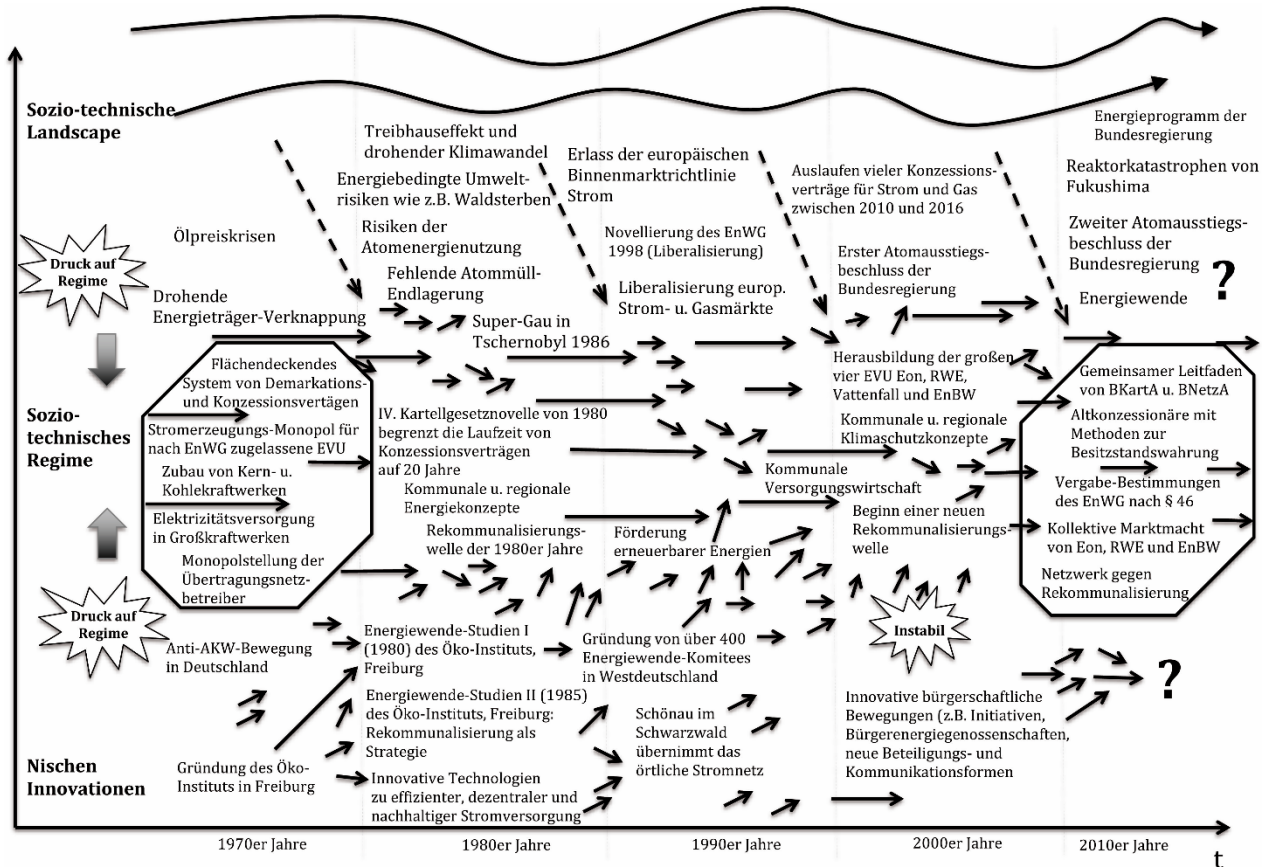 Sozio-technische
Landscape
Ölpreiskrisen
Druck auf
Regime
Drohende
Energieträger-Verknappung
Treibhauseffekt und
drohender Klimawandel
Energiebedingte Umwelt-
risiken wie z.B. Waldsterben
Risiken der
Atomenergienutzung
Fehlende Atommüll-
Endlagerung
Super-Gau in
Tschernobyl 1986
Erlass der europäischen
Binnenmarktrichtlinie
Strom
Novellierung des EnWG
1998 (Liberalisierung)
Liberalisierung europ.
Strom- u. Gasmärkte
Auslaufen vieler Konzessions-
verträge für Strom und Gas
zwischen 2010 und 2016
Erster Atomausstiegs-
beschluss der
Bundesregierung
Energieprogramm der
Bundesregierung
Reaktorkatastrophen von
Fukushima
Zweiter Atomausstiegs-
beschluss der
Bundesregierung
?
Energiewende
Sozio-
technisches
Regime
Flächendeckendes
System von Demarkations-
und Konzessionsvertägen
Stromerzeugungs-Monopol für
nach EnWG zugelassene EVU
Zubau von Kern- u.
Kohlekraftwerken
Elektrizitätsversorgung
in Großkraftwerken
Monopolstellung der
Übertragungsnetz-
betreiber
IV. Kartellgesetznovelle von 1980
begrenzt die Laufzeit von
Konzessionsverträgen
auf 20 Jahre
Kommunale u. regionale
Energiekonzepte
Rekommunalisierungs-
welle der 1980er Jahre
Förderung
erneuerbarer Energien
Kommunale
Versorgungswirtschaft
Herausbildung der großen
vier EVU Eon, RWE,
Vattenfall und EnBW
Kommunale u. regionale
Klimaschutzkonzepte
Beginn einer neuen
Rekommunalisierungs-
welle
Gemeinsamer Leitfaden
von BKartA u. BNetzA
Altkonzessionäre mit
Methoden zur
Besitzstandswahrung
Vergabe-Bestimmungen
des EnWG nach § 46
Kollektive Marktmacht
von Eon, RWE und EnBW
Netzwerk gegen
Rekommunalisierung
Druck auf
Regime
Instabil
Nischen
Innovationen
Anti-AKW-Bewegung
in Deutschland
Gründung des Öko-
Instituts in Freiburg
Energiewende-Studien I
(1980) des Öko-Instituts,
Freiburg
Energiewende-Studien II (1985)
des Öko-Instituts, Freiburg:
Rekommunalisierung als
Strategie
Innovative Technologien
zu effizienter, dezentraler und
nachhaltiger Stromversorgung
Gründung von über 400
Energiewende-Komitees
in Westdeutschland
Schönau im
Schwarzwald
übernimmt das
örtliche Stromnetz
Innovative bürgerschaftliche
Bewegungen (z.B. Initiativen,
Bürgerenergiegenossenschaften,
neue Beteiligungs- und
Kommunikationsformen
?
1970er Jahre
1980er Jahre
1990er Jahre
2000er Jahre
2010er Jahre
t